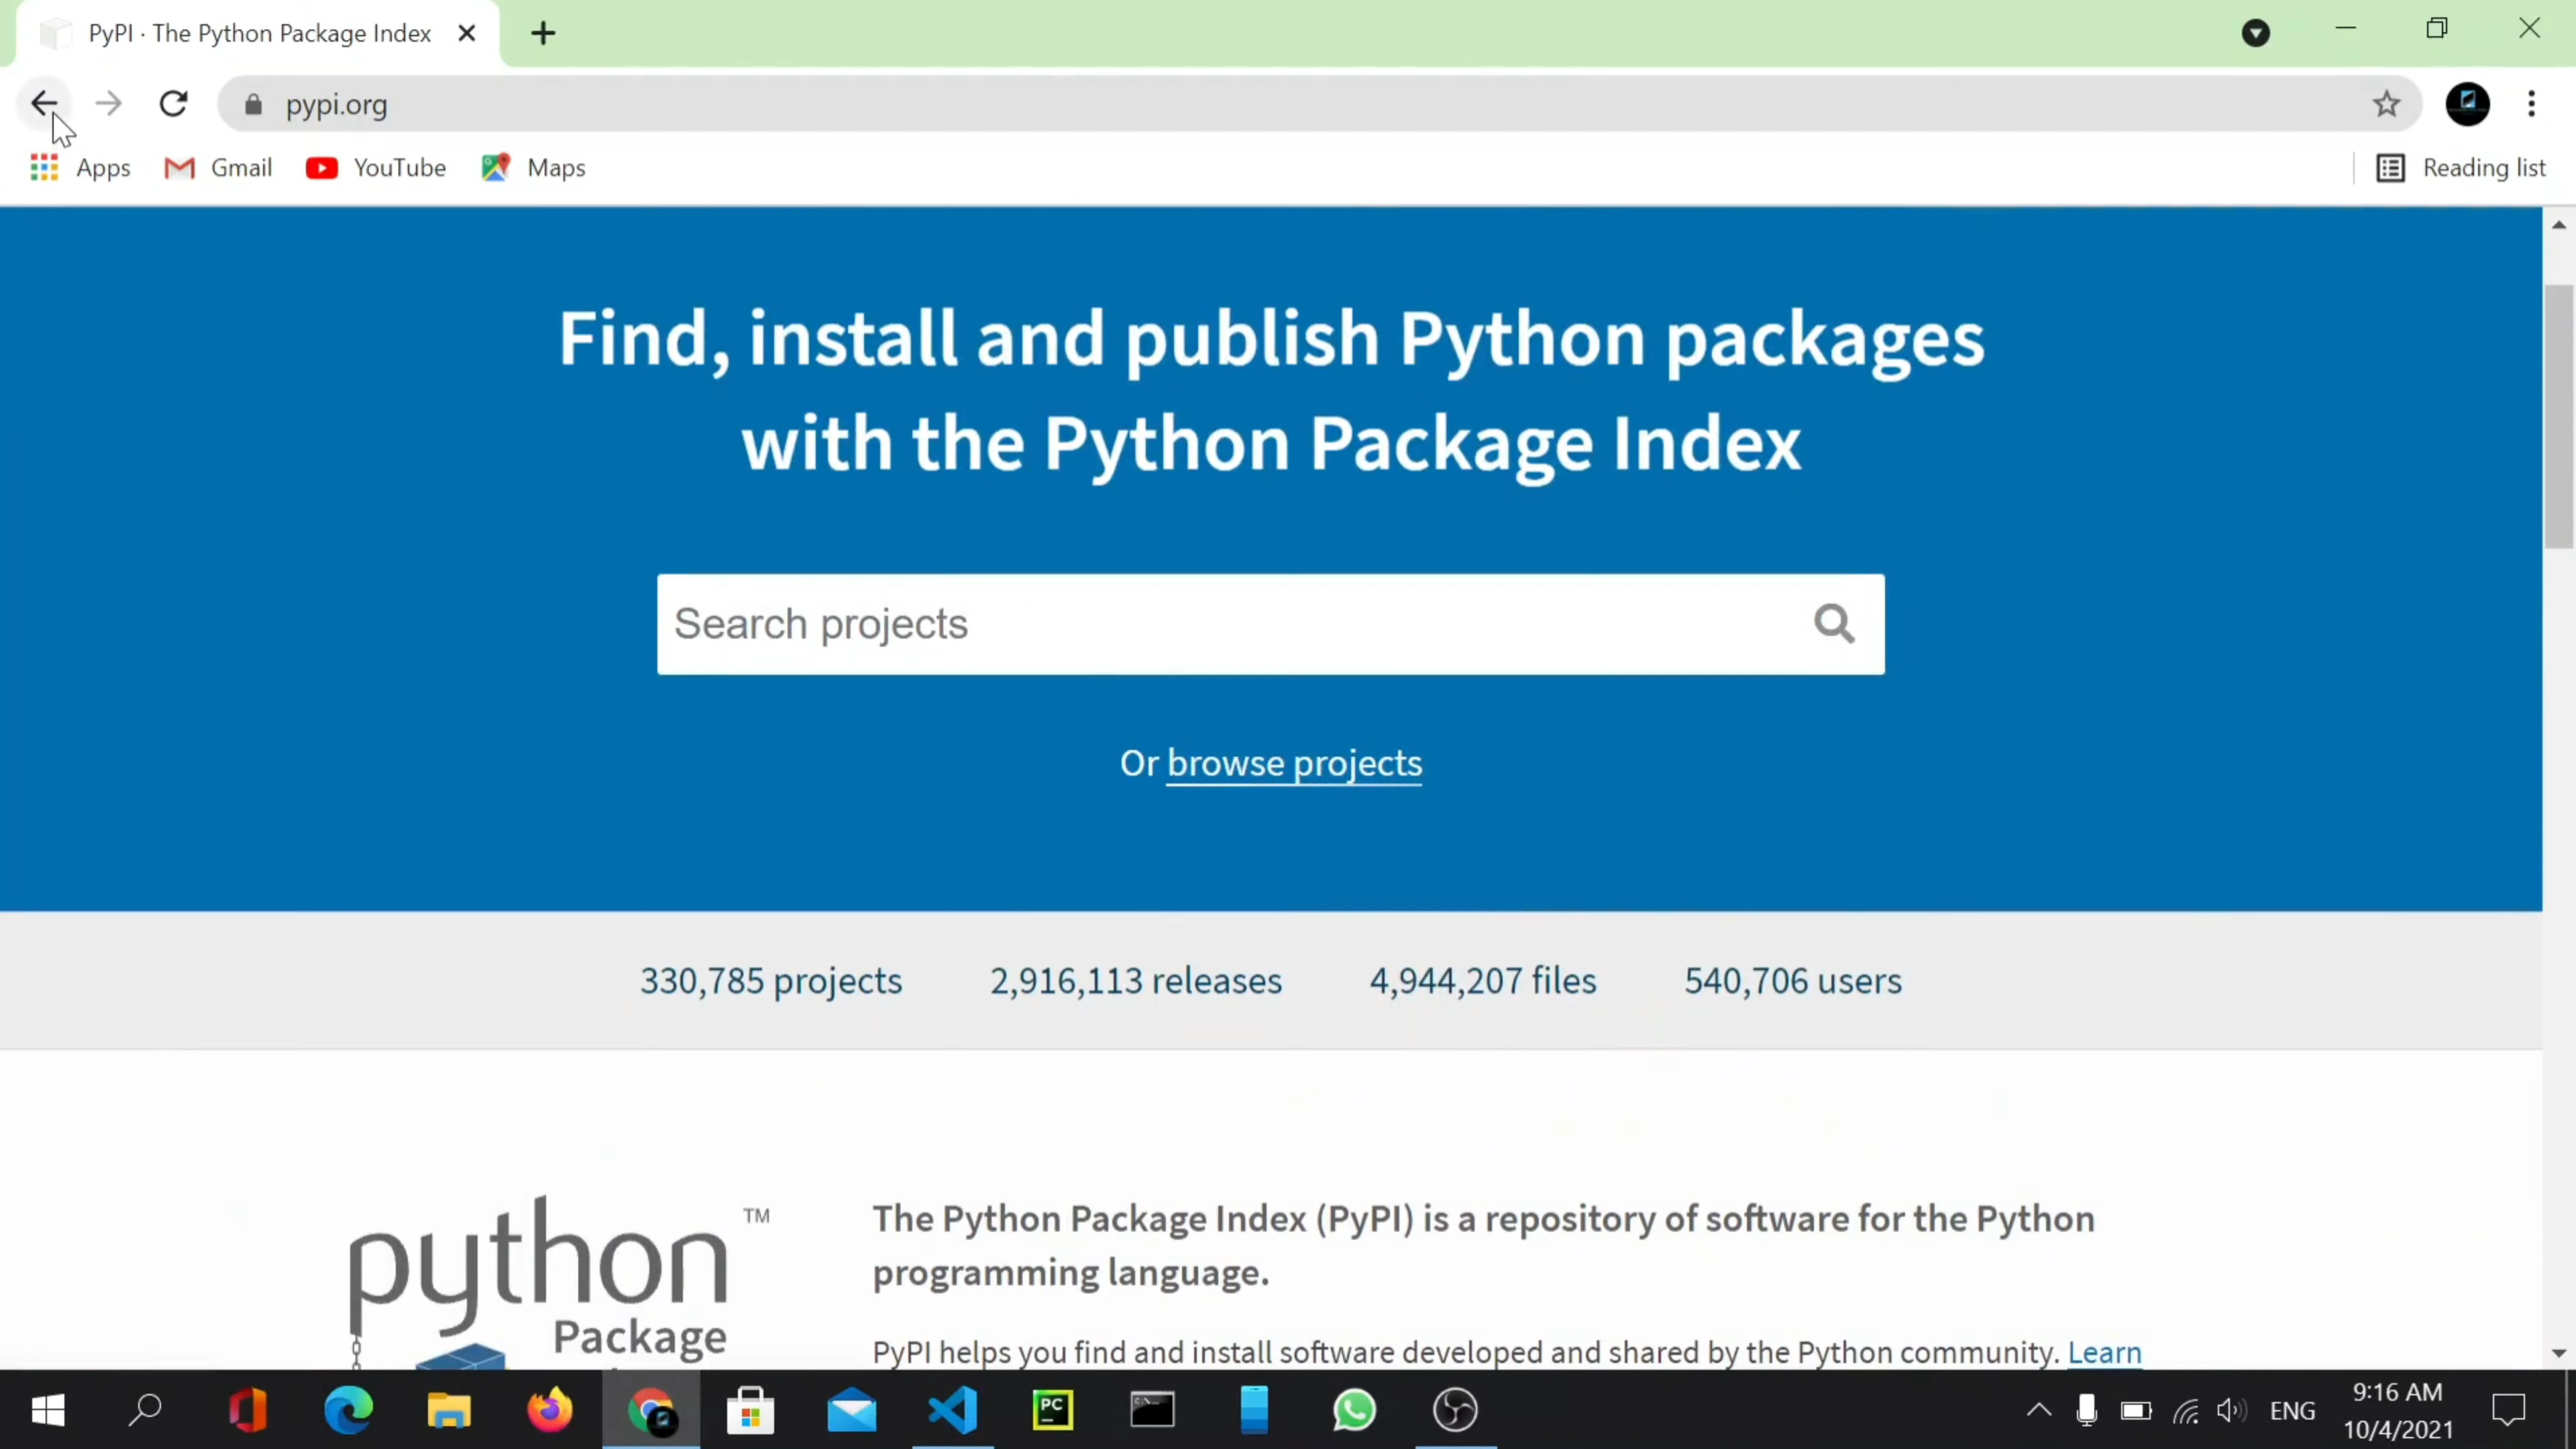 PyPI · The Python Package Index
pypi.org
Apps Gmail YouTube Maps Reading list
Find, install and publish Python packages
with the Python Package Index
Search projects
Or browse projects
330,785 projects 2,916,113 releases 4,944,207 files 540,706 users
python™
Package
The Python Package Index (PyPI) is a repository of software for the Python
programming language.
PyPI helps you find and install software developed and shared by the Python community. Learn
PC
ENG
9:16 AM
10/4/2021